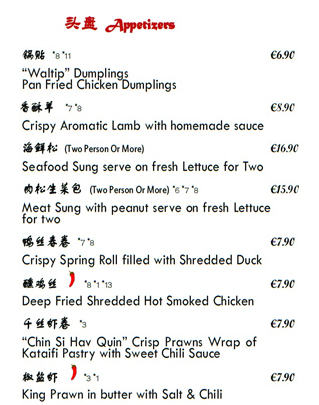 头盘 Appetizers
锅贴 *8 *11 €6.90
“Waltip” Dumplings
Pan Fried Chicken Dumplings
香酥羊 *7 *8 €8.90
Crispy Aromatic Lamb with homemade sauce
海鲜松 (Two Person Or More) €16.90
Seafood Sung serve on fresh Lettuce for Two
肉松生菜包 (Two Person Or More) *6 *7 *8 €15.90
Meat Sung with peanut serve on fresh Lettuce
for two
鸭丝春卷 *7 *8 €7.90
Crispy Spring Roll filled with Shredded Duck
醺鸡丝 *8 *1 *13 €7.90
Deep Fried Shredded Hot Smoked Chicken
千丝虾卷 *3 €7.90
“Chin Si Hav Quin” Crisp Prawns Wrap of
Kataifi Pastry with Sweet Chili Sauce
椒盐虾 *3 *1 €7.90
King Prawn in butter with Salt & Chili